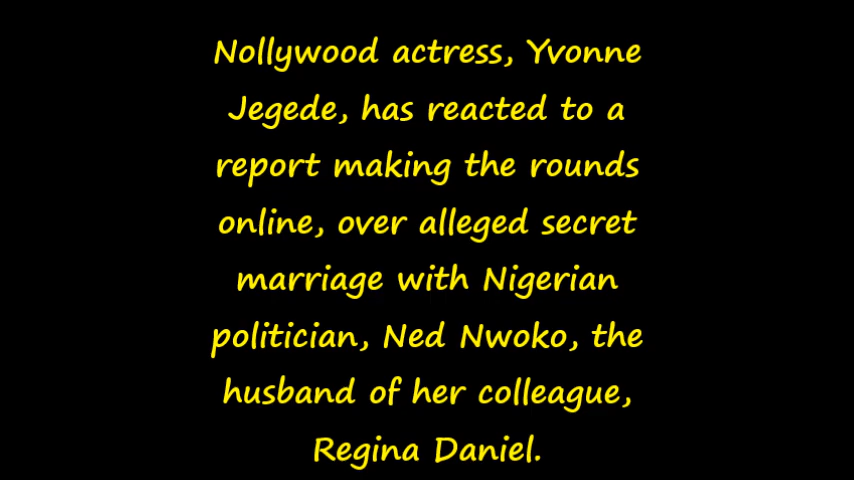 Nollywood actress, Yvonne
Jegede, has reacted to a
report making the rounds
online, over alleged secret
marriage with Nigerian
politician, Ned Nwoko, the
husband of her colleague,
Regina Daniel.